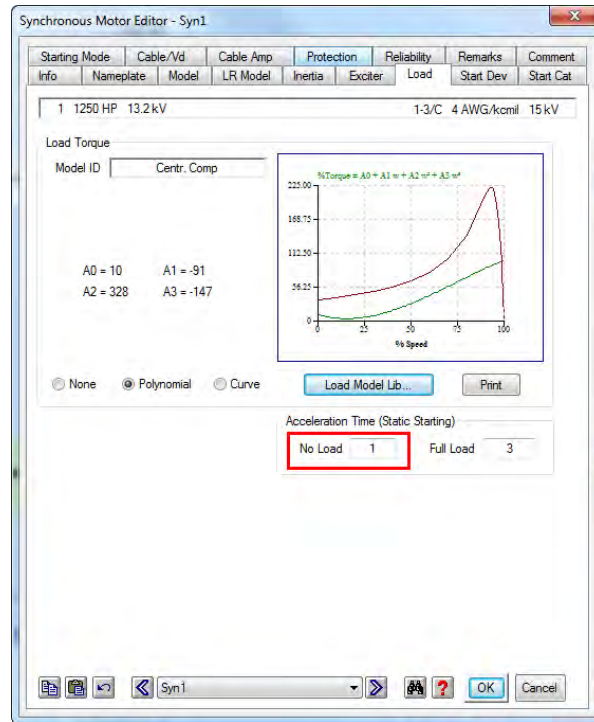 Synchronous Motor Editor - Syn1
Starting Mode Cable/Vd Cable Amp Protection Reliability Remarks Comment
Info Nameplate Model LR Model Inertia Exciter Load Start Dev Start Cat
1 1250 HP 13.2 kV 1-3/C 4 AWG/kcmil 15 kV
Load Torque
Model ID Centr. Comp
%Torque = A0 + A1 w + A2 w² + A3 w³
225.00
168.75
112.50
56.25
0
0 25 50 75 100
% Speed
A0 = 10 A1 = -91
A2 = 328 A3 = -147
None Polynomial Curve Load Model Lib... Print
Acceleration Time (Static Starting)
No Load 1 Full Load 3
Syn1 ? OK Cancel